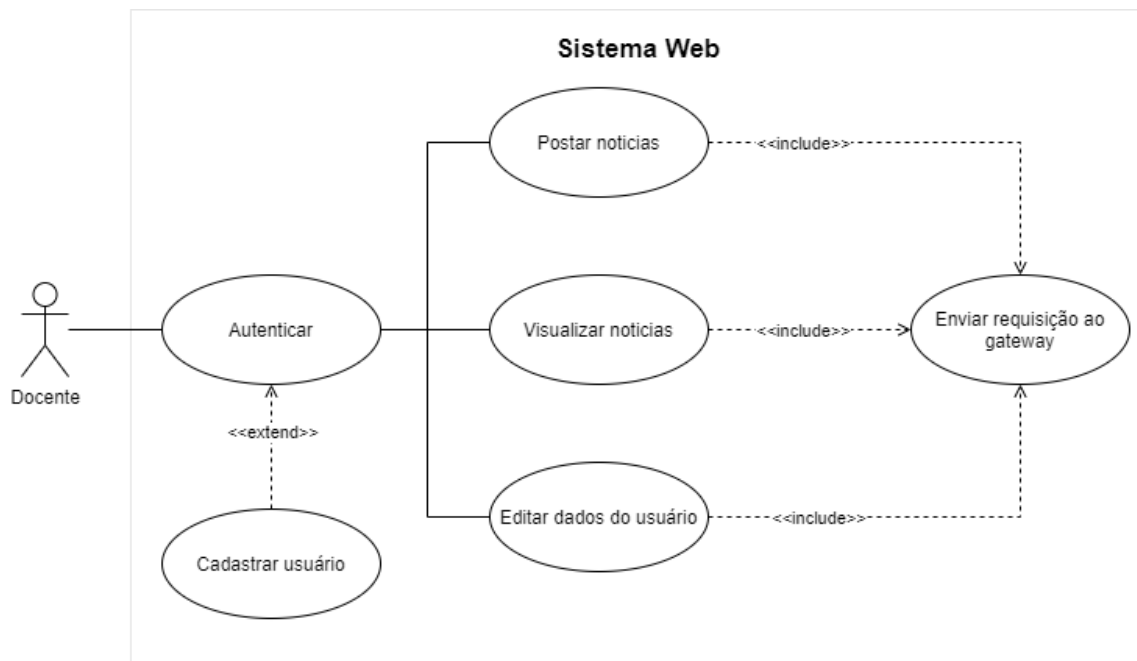 Sistema Web
Postar noticias
<<include>>
Autenticar
Visualizar noticias
<<include>>
Enviar requisição ao
gateway
Docente
<<extend>>
Editar dados do usuário
<<include>>
Cadastrar usuário